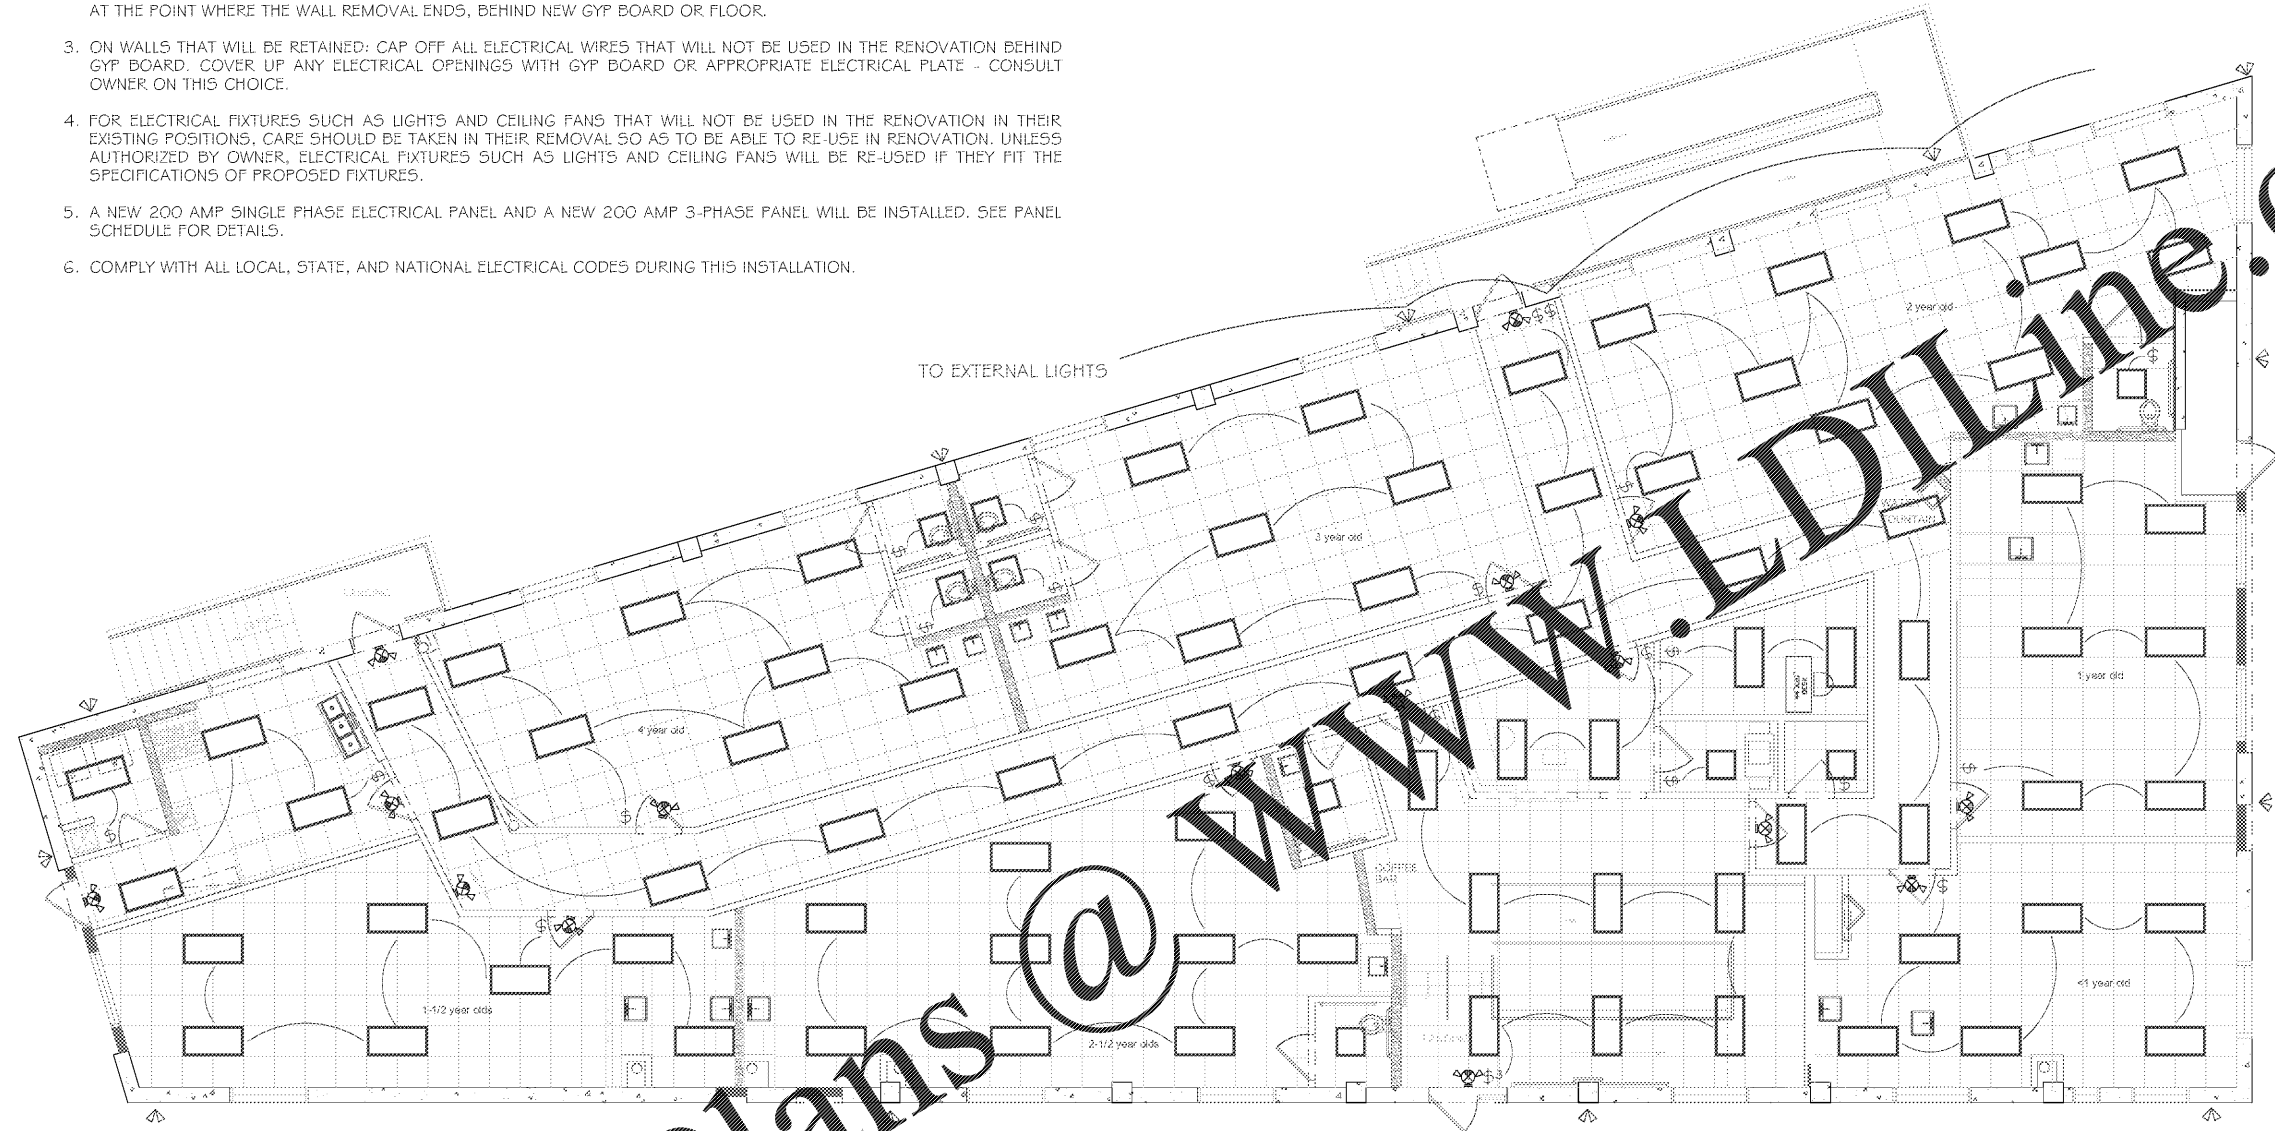 AT THE POINT WHERE THE WALL REMOVAL ENDS, BEHIND NEW GYP BOARD OR FLOOR.
3. ON WALLS THAT WILL BE RETAINED: CAP OFF ALL ELECTRICAL WIRES THAT WILL NOT BE USED IN THE RENOVATION BEHIND
GYP BOARD. COVER UP ANY ELECTRICAL OPENINGS WITH GYP BOARD OR APPROPRIATE ELECTRICAL PLATE - CONSULT
OWNER ON THIS CHOICE.
4. FOR ELECTRICAL FIXTURES SUCH AS LIGHTS AND CEILING FANS THAT WILL NOT BE USED IN THE RENOVATION IN THEIR
EXISTING POSITIONS, CARE SHOULD BE TAKEN IN THEIR REMOVAL SO AS TO BE ABLE TO RE-USE IN RENOVATION. UNLESS
AUTHORIZED BY OWNER, ELECTRICAL FIXTURES SUCH AS LIGHTS AND CEILING FANS WILL BE RE-USED IF THEY FIT THE
SPECIFICATIONS OF PROPOSED FIXTURES.
5. A NEW 200 AMP SINGLE PHASE ELECTRICAL PANEL AND A NEW 200 AMP 3-PHASE PANEL WILL BE INSTALLED. SEE PANEL
SCHEDULE FOR DETAILS.
6. COMPLY WITH ALL LOCAL, STATE, AND NATIONAL ELECTRICAL CODES DURING THIS INSTALLATION.
TO EXTERNAL LIGHTS
2 year old
3 year old
LANDING
4 year old
1 year old
COFFEE
BAR
1-1/2 year olds
2-1/2 year olds
<1 year old
lans @ www.LDILine.c